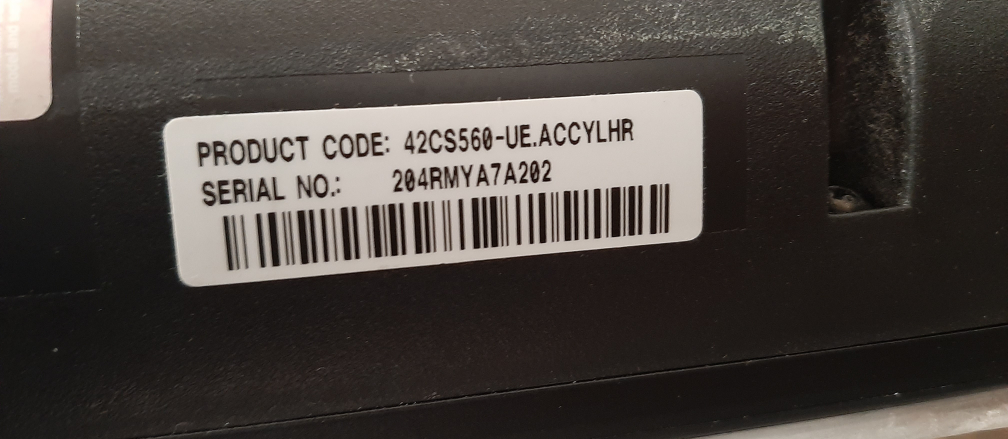 PRODUCT CODE: 42CS560-UE.ACCYLHR
SERIAL NO.: 204RMYA7A202